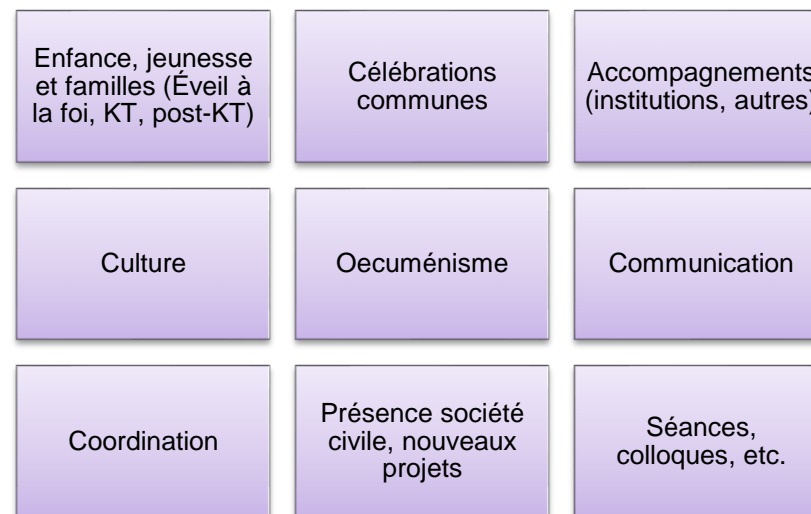 Enfance, jeunesse
et familles (Éveil à
la foi, KT, post-KT)
Célébrations
communes
Accompagnements
(institutions, autres)
Culture
Oecuménisme
Communication
Coordination
Présence société
civile, nouveaux
projets
Séances,
colloques, etc.